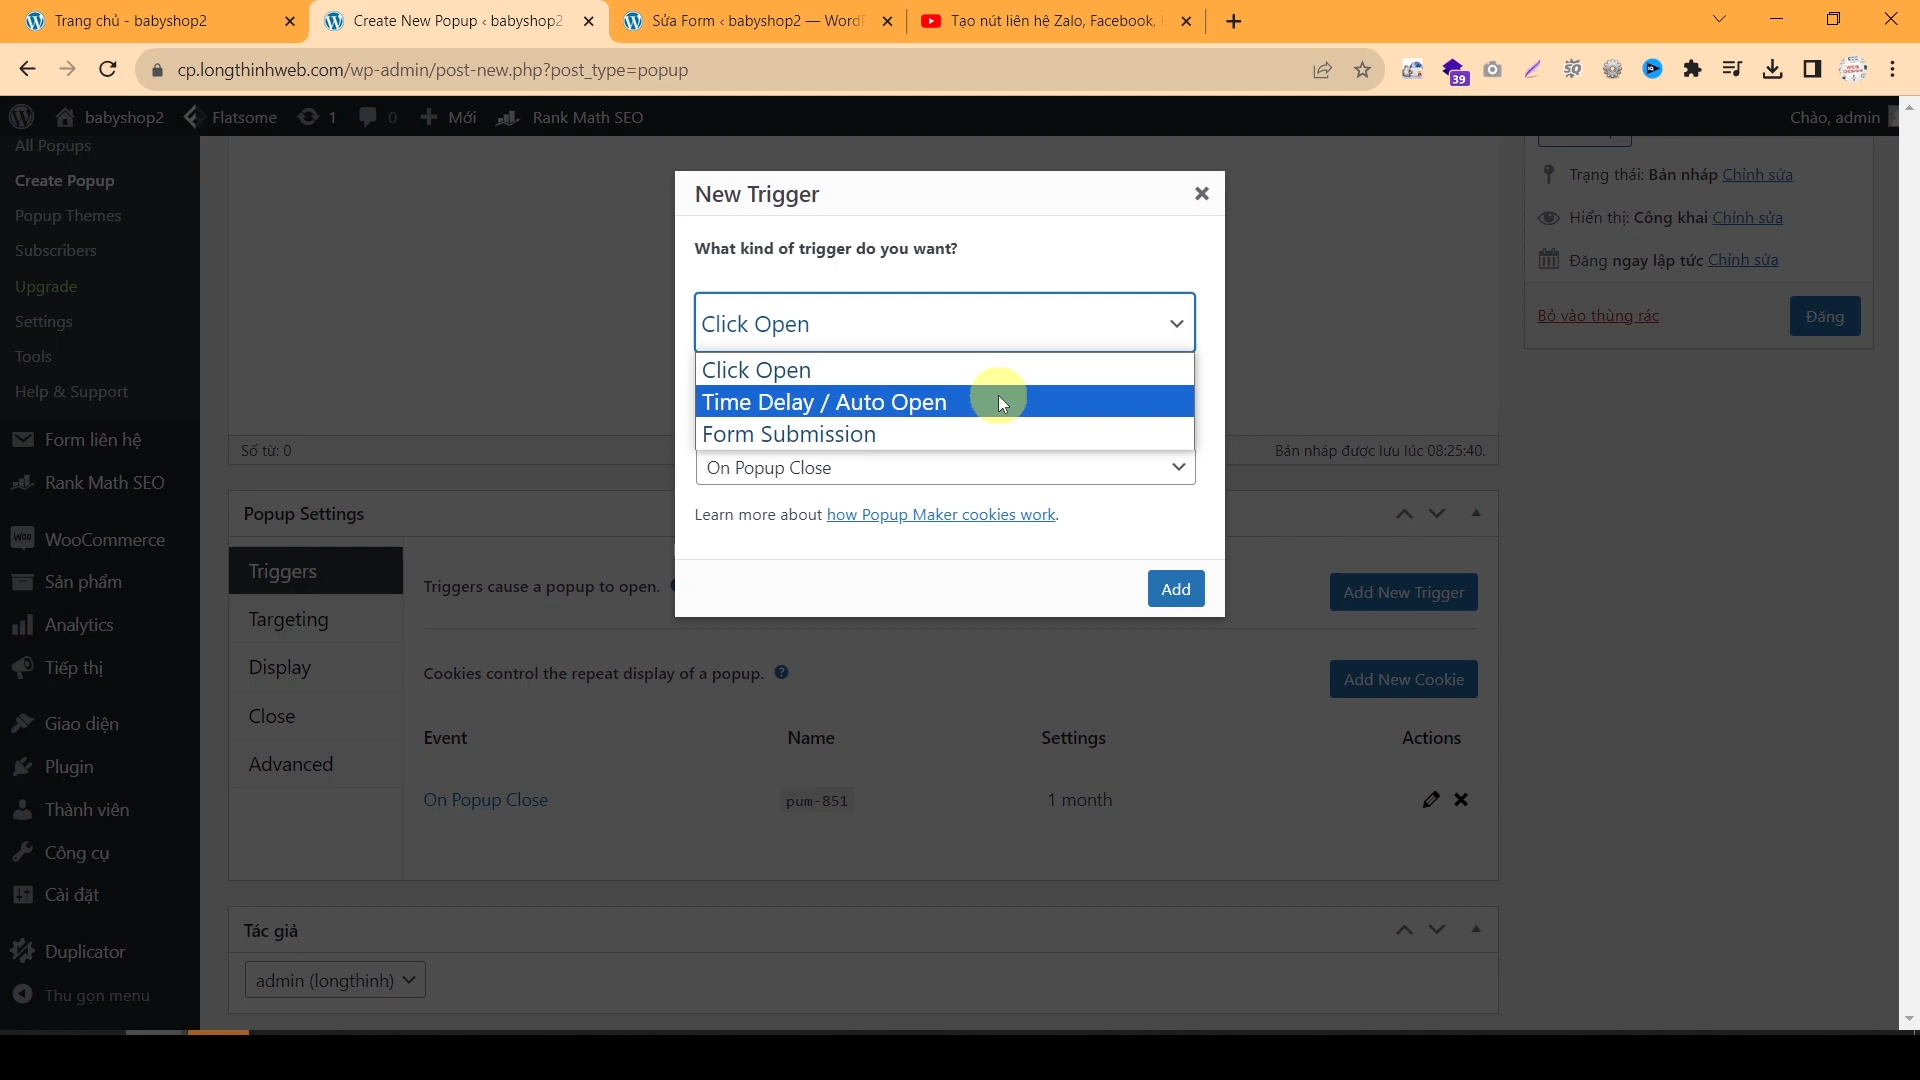 Trang chủ - babyshop2
Create New Popup ‹ babyshop2
Sửa Form ‹ babyshop2 — WordF
Tạo nút liên hệ Zalo, Facebook,
cp.longthinhweb.com/wp-admin/post-new.php?post_type=popup
39
babyshop2
Flatsome
1
0
Mới
Rank Math SEO
Chào, admin
All Popups
Create Popup
Popup Themes
Subscribers
Upgrade
Settings
Tools
Help & Support
Form liên hệ
Rank Math SEO
WooCommerce
Sản phẩm
Analytics
Tiếp thị
Giao diện
Plugin
Thành viên
Công cụ
Cài đặt
Duplicator
Thu gọn menu
New Trigger
What kind of trigger do you want?
Click Open
Click Open
Time Delay / Auto Open
Form Submission
On Popup Close
Learn more about how Popup Maker cookies work.
Add
Trạng thái: Bản nháp Chỉnh sửa
Hiển thị: Công khai Chỉnh sửa
Đăng ngay lập tức Chỉnh sửa
Bỏ vào thùng rác
Đăng
Số từ: 0
Bản nháp được lưu lúc 08:25:40.
Popup Settings
Triggers
Targeting
Display
Close
Advanced
Triggers cause a popup to open.
Add New Trigger
Cookies control the repeat display of a popup.
Add New Cookie
Event
Name
Settings
Actions
On Popup Close
pum-851
1 month
Tác giả
admin (longthinh)